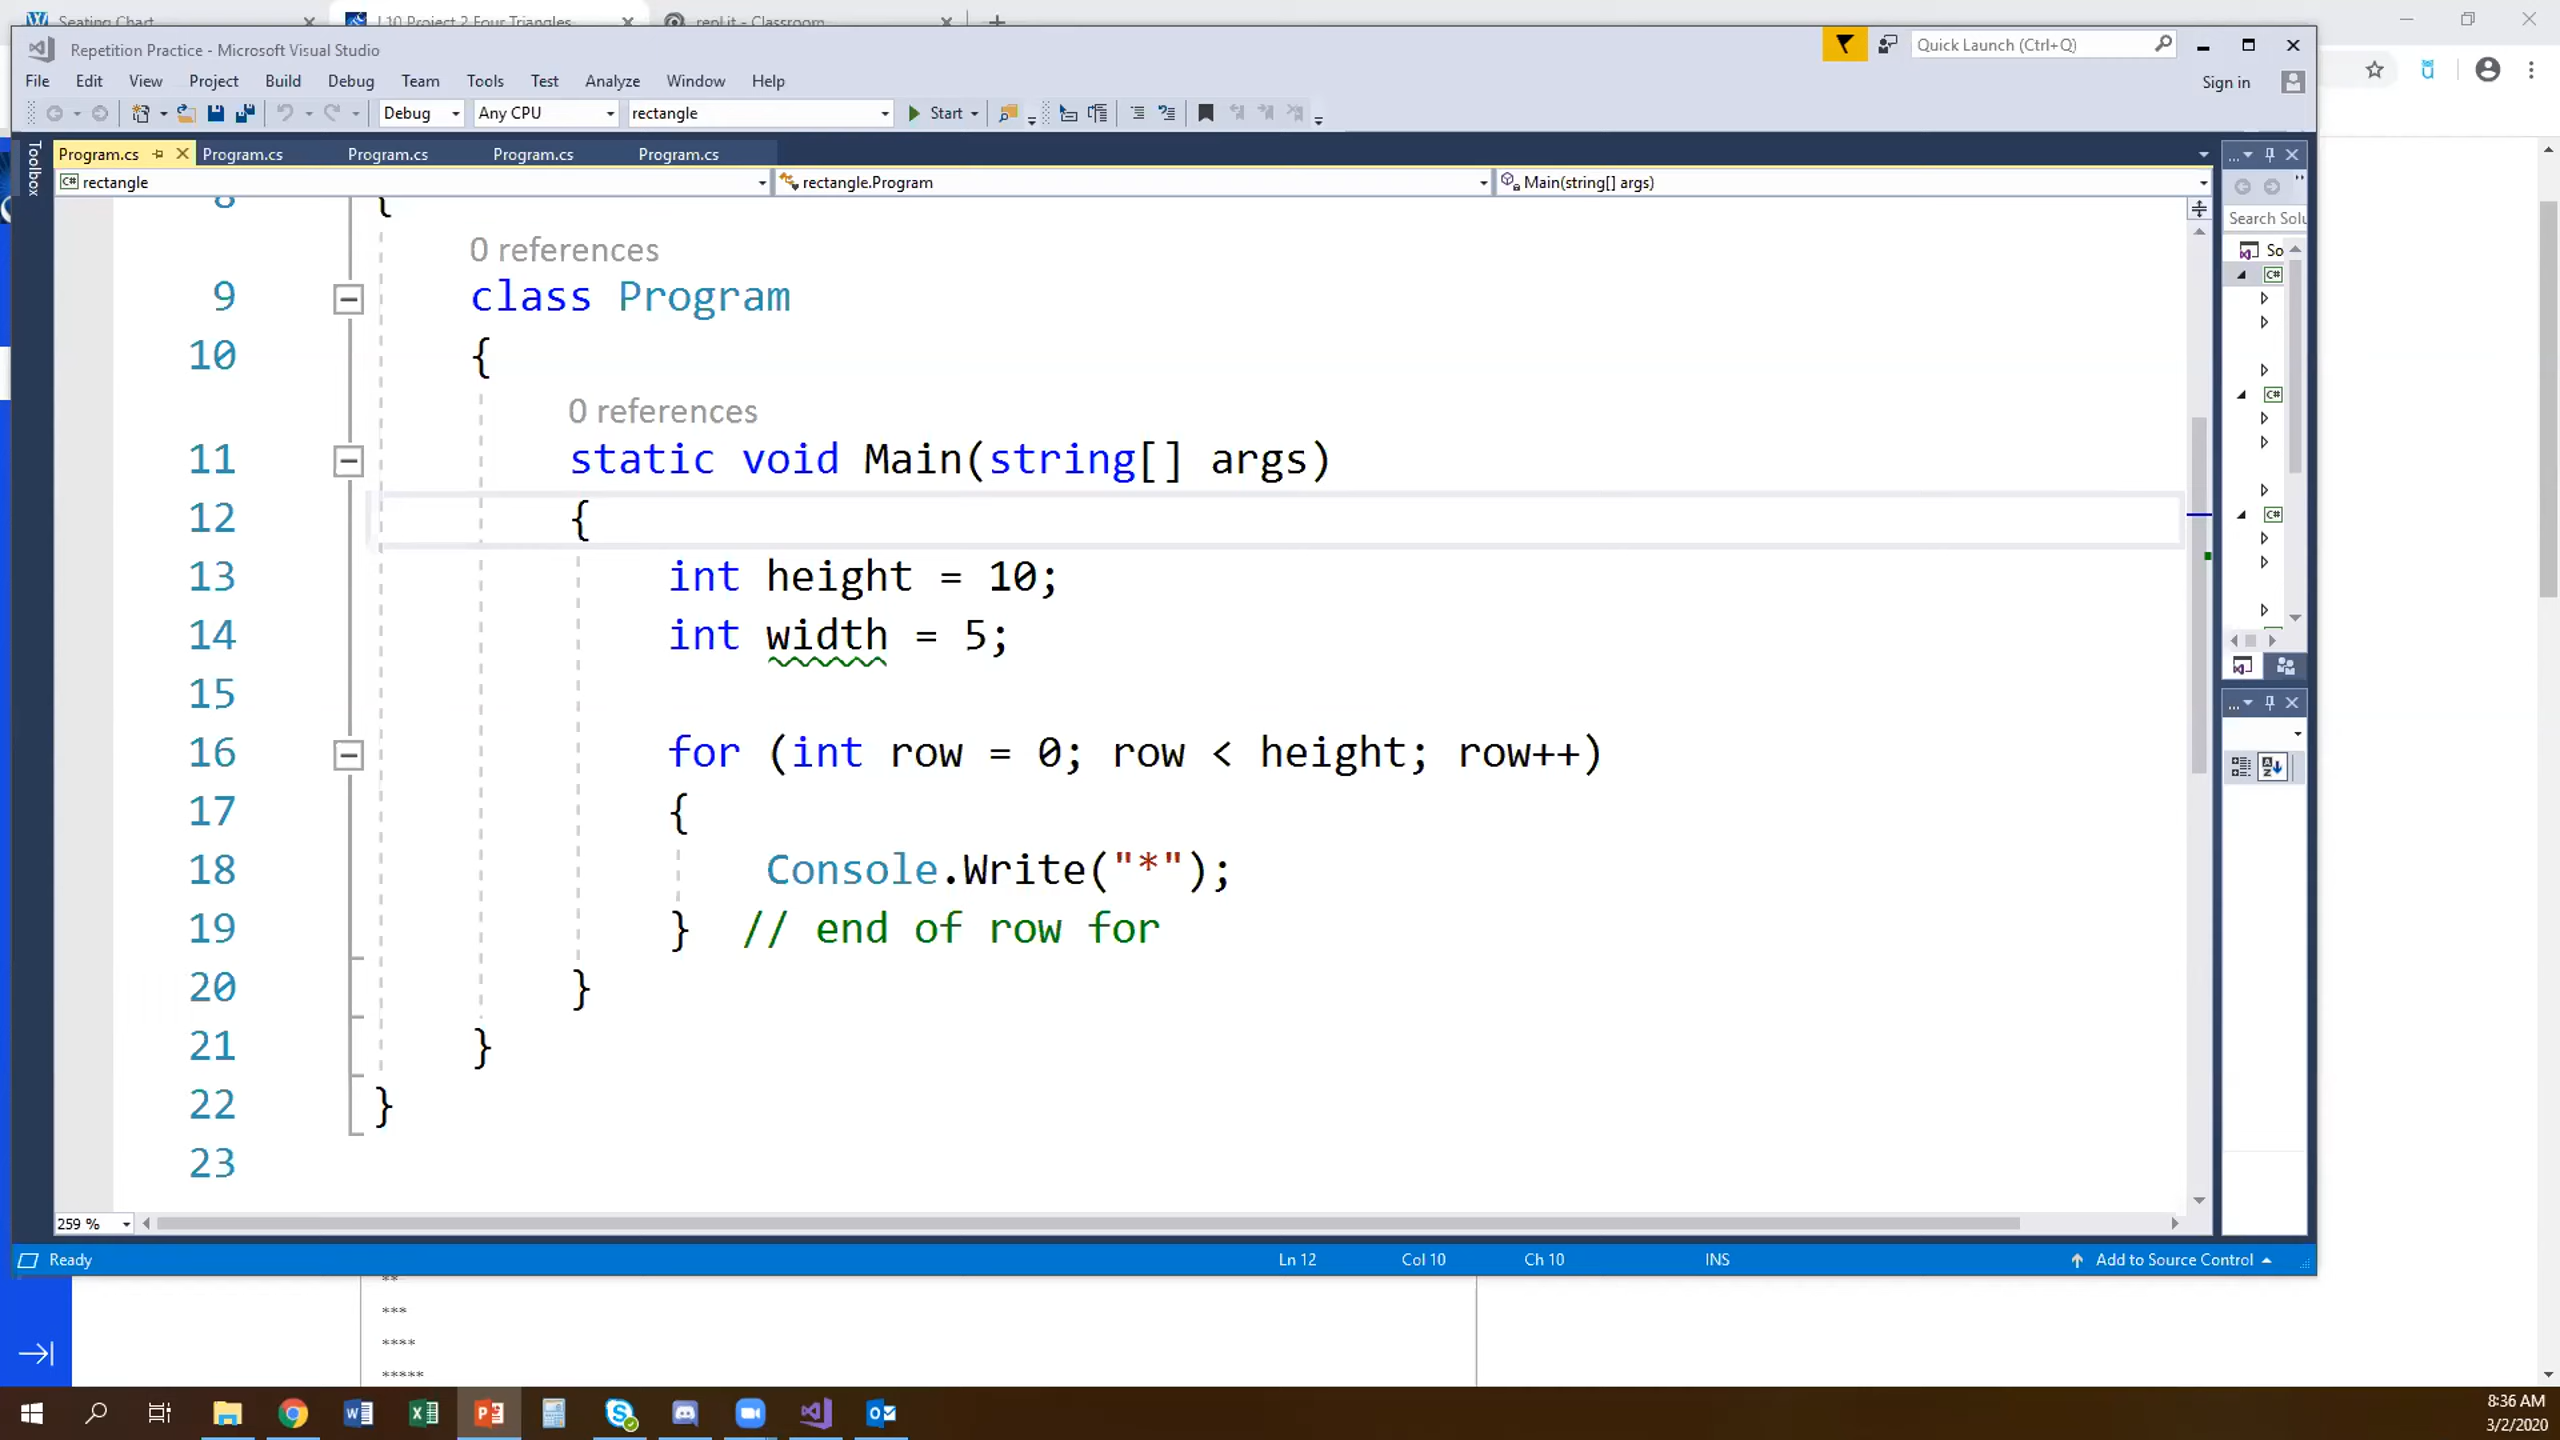 Seating Chart
L10 Project 2 Four Triangles
repl.it - Classroom
Repetition Practice - Microsoft Visual Studio
Quick Launch (Ctrl+Q)
File Edit View Project Build Debug Team Tools Test Analyze Window Help
Sign in
Debug Any CPU rectangle Start
Toolbox
Program.cs Program.cs Program.cs Program.cs Program.cs
rectangle rectangle.Program Main(string[] args)
Search Solu
So
8 {
0 references
9 class Program
10 {
0 references
11 static void Main(string[] args)
12 {
13 int height = 10;
14 int width = 5;
15
16 for (int row = 0; row < height; row++)
17 {
18 Console.Write("*");
19 } // end of row for
20 }
21 }
22 }
23
259 %
Ready Ln 12 Col 10 Ch 10 INS Add to Source Control
**
***
****
*****
8:36 AM
3/2/2020